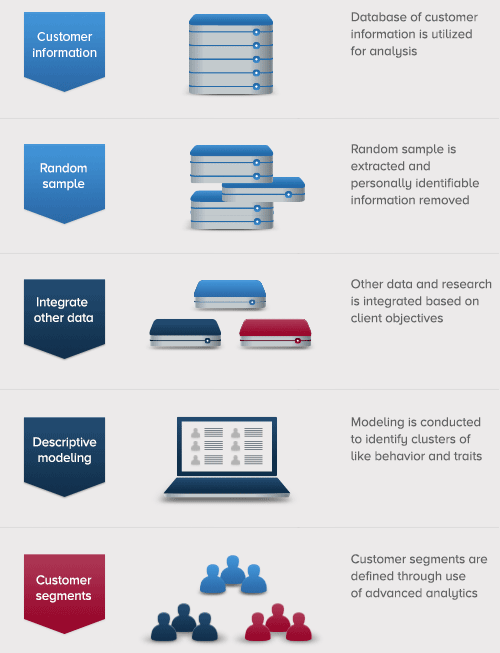 Customer
information
Database of customer
information is utilized
for analysis
Random
sample
Random sample is
extracted and
personally identifiable
information removed
Integrate
other data
Other data and research
is integrated based on
client objectives
Descriptive
modeling
Modeling is conducted
to identify clusters of
like behavior and traits
Customer
segments
Customer segments are
defined through use
of advanced analytics